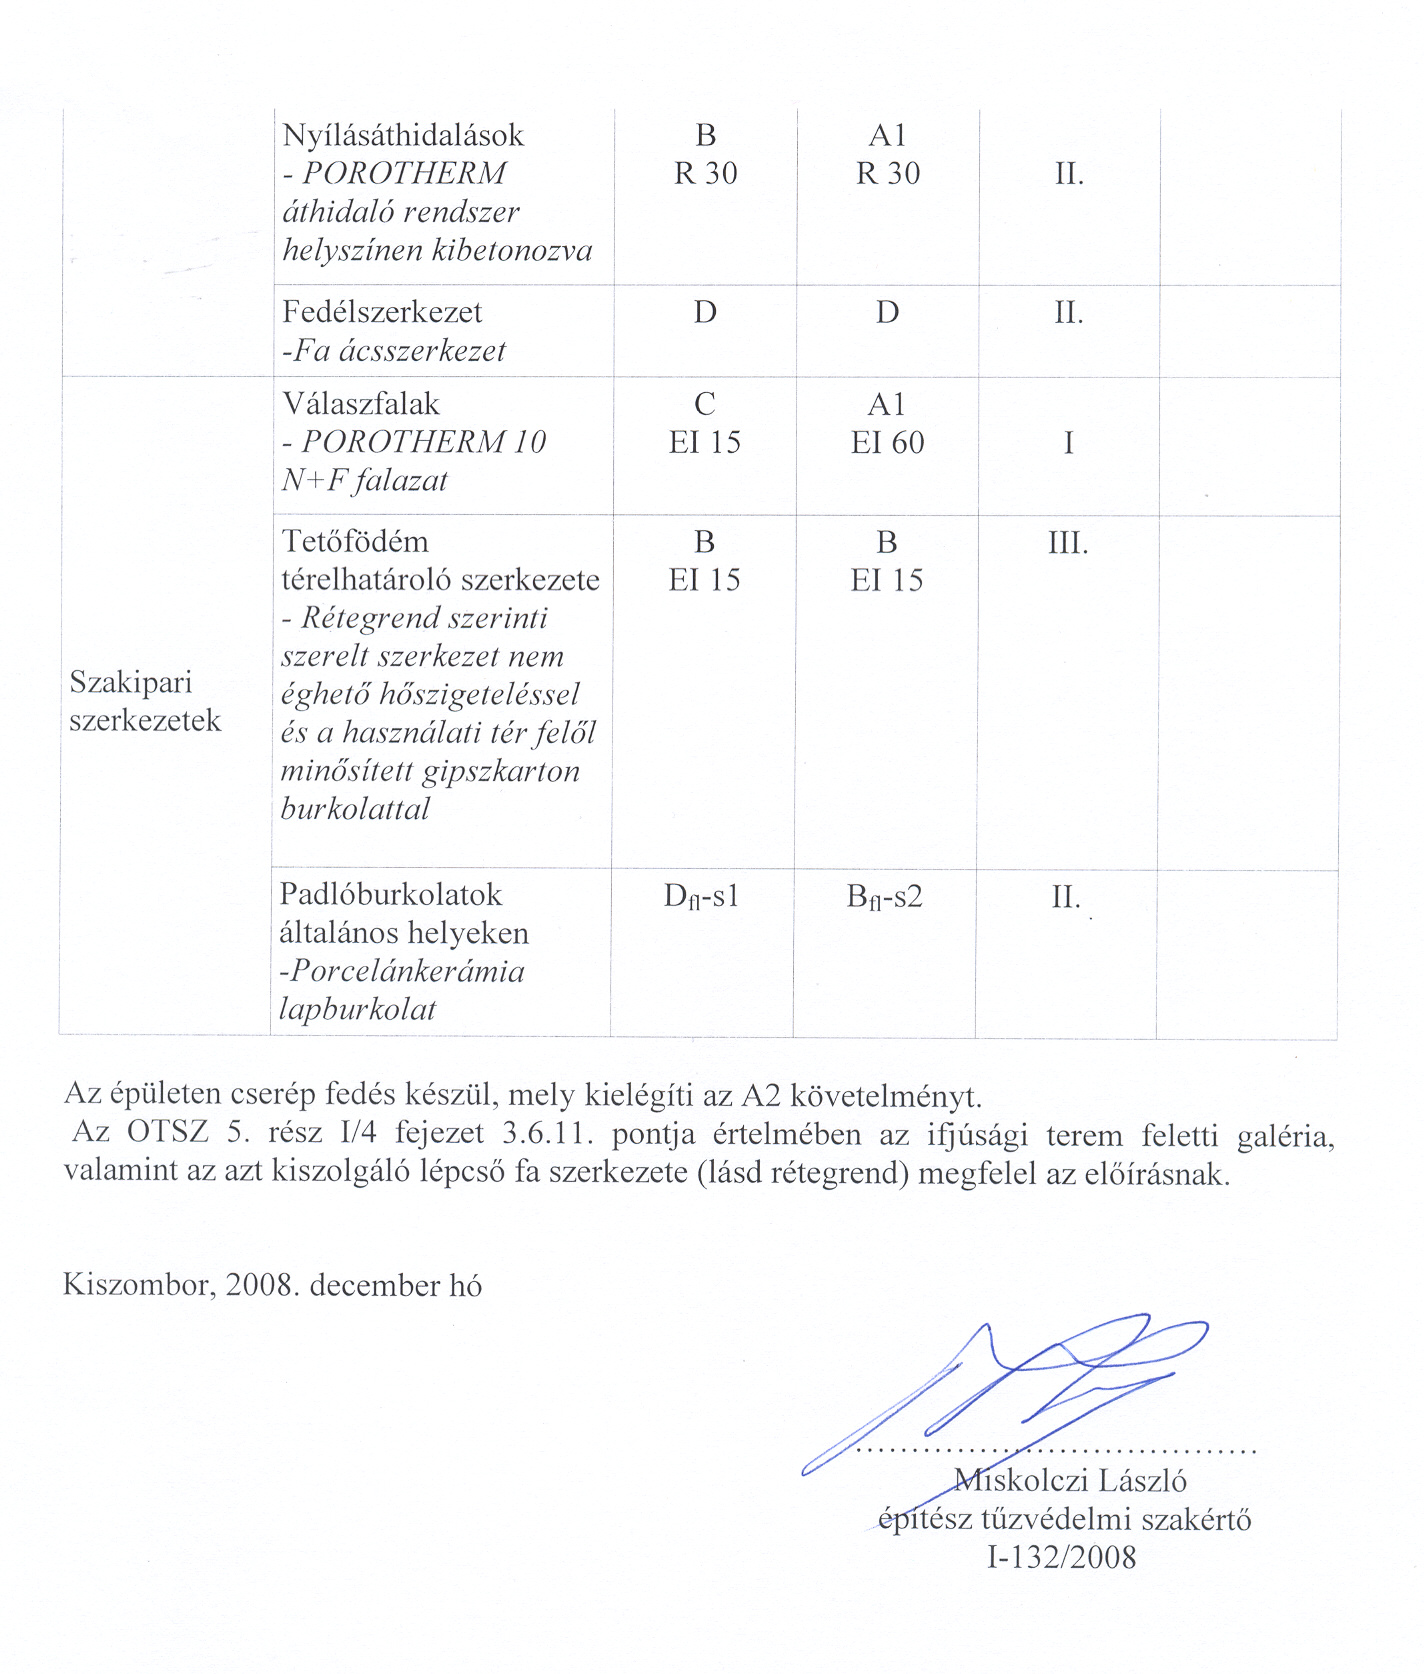 Nyílásáthidalások B A1
- POROTHERM R 30 R 30 II.
áthidaló rendszer
helyszínen kibetonozva
Fedélszerkezet D D II.
-Fa ácsszerkezet
Válaszfalak C A1
- POROTHERM 10 EI 15 EI 60 I
N+F falazat
Szakipari
szerkezetek
Tetőfödém B B III.
térelhatároló szerkezete EI 15 EI 15
- Rétegrend szerinti
szerelt szerkezet nem
éghető hőszigeteléssel
és a használati tér felől
minősített gipszkarton
burkolattal
Padlóburkolatok Dfl-s1 Bfl-s2 II.
általános helyeken
-Porcelánkerámia
lapburkolat
Az épületen cserép fedés készül, mely kielégíti az A2 követelményt.
Az OTSZ 5. rész I/4 fejezet 3.6.11. pontja értelmében az ifjúsági terem feletti galéria,
valamint az azt kiszolgáló lépcső fa szerkezete (lásd rétegrend) megfelel az előírásnak.
Kiszombor, 2008. december hó
Miskolczi László
építész tűzvédelmi szakértő
I-132/2008